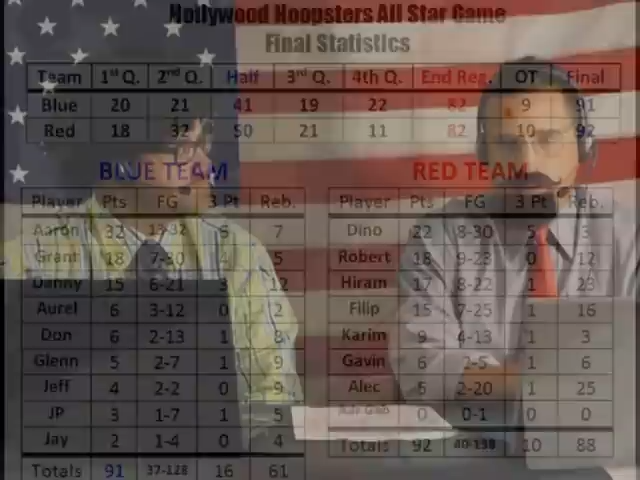 Hollywood Hoopsters All Star Game
Final Statistics
Team 1st Q. 2nd Q. Half 3rd Q. 4th Q. End Reg. OT Final
Blue 20 21 41 19 22 82 9 91
Red 18 32 50 21 11 82 10 92
BLUE TEAM
Player Pts FG 3 Pt Reb.
Aaron 32 13-32 6 7
Grant 18 7-30 4 5
Danny 15 6-21 3 12
Aurel 6 3-12 0 2
Don 6 2-13 1 8
Glenn 5 2-7 1 9
Jeff 4 2-2 0 9
JP 3 1-7 1 5
Jay 2 1-4 0 4
Totals 91 37-128 16 61
RED TEAM
Player Pts FG 3 Pt Reb.
Dino 22 8-30 5 3
Robert 18 9-23 0 12
Hiram 17 8-22 1 23
Filip 15 7-25 1 16
Karim 9 4-13 1 3
Gavin 6 2-5 1 6
Alec 5 2-20 1 25
0 0-1 0 0
Totals 92 40-138 10 88